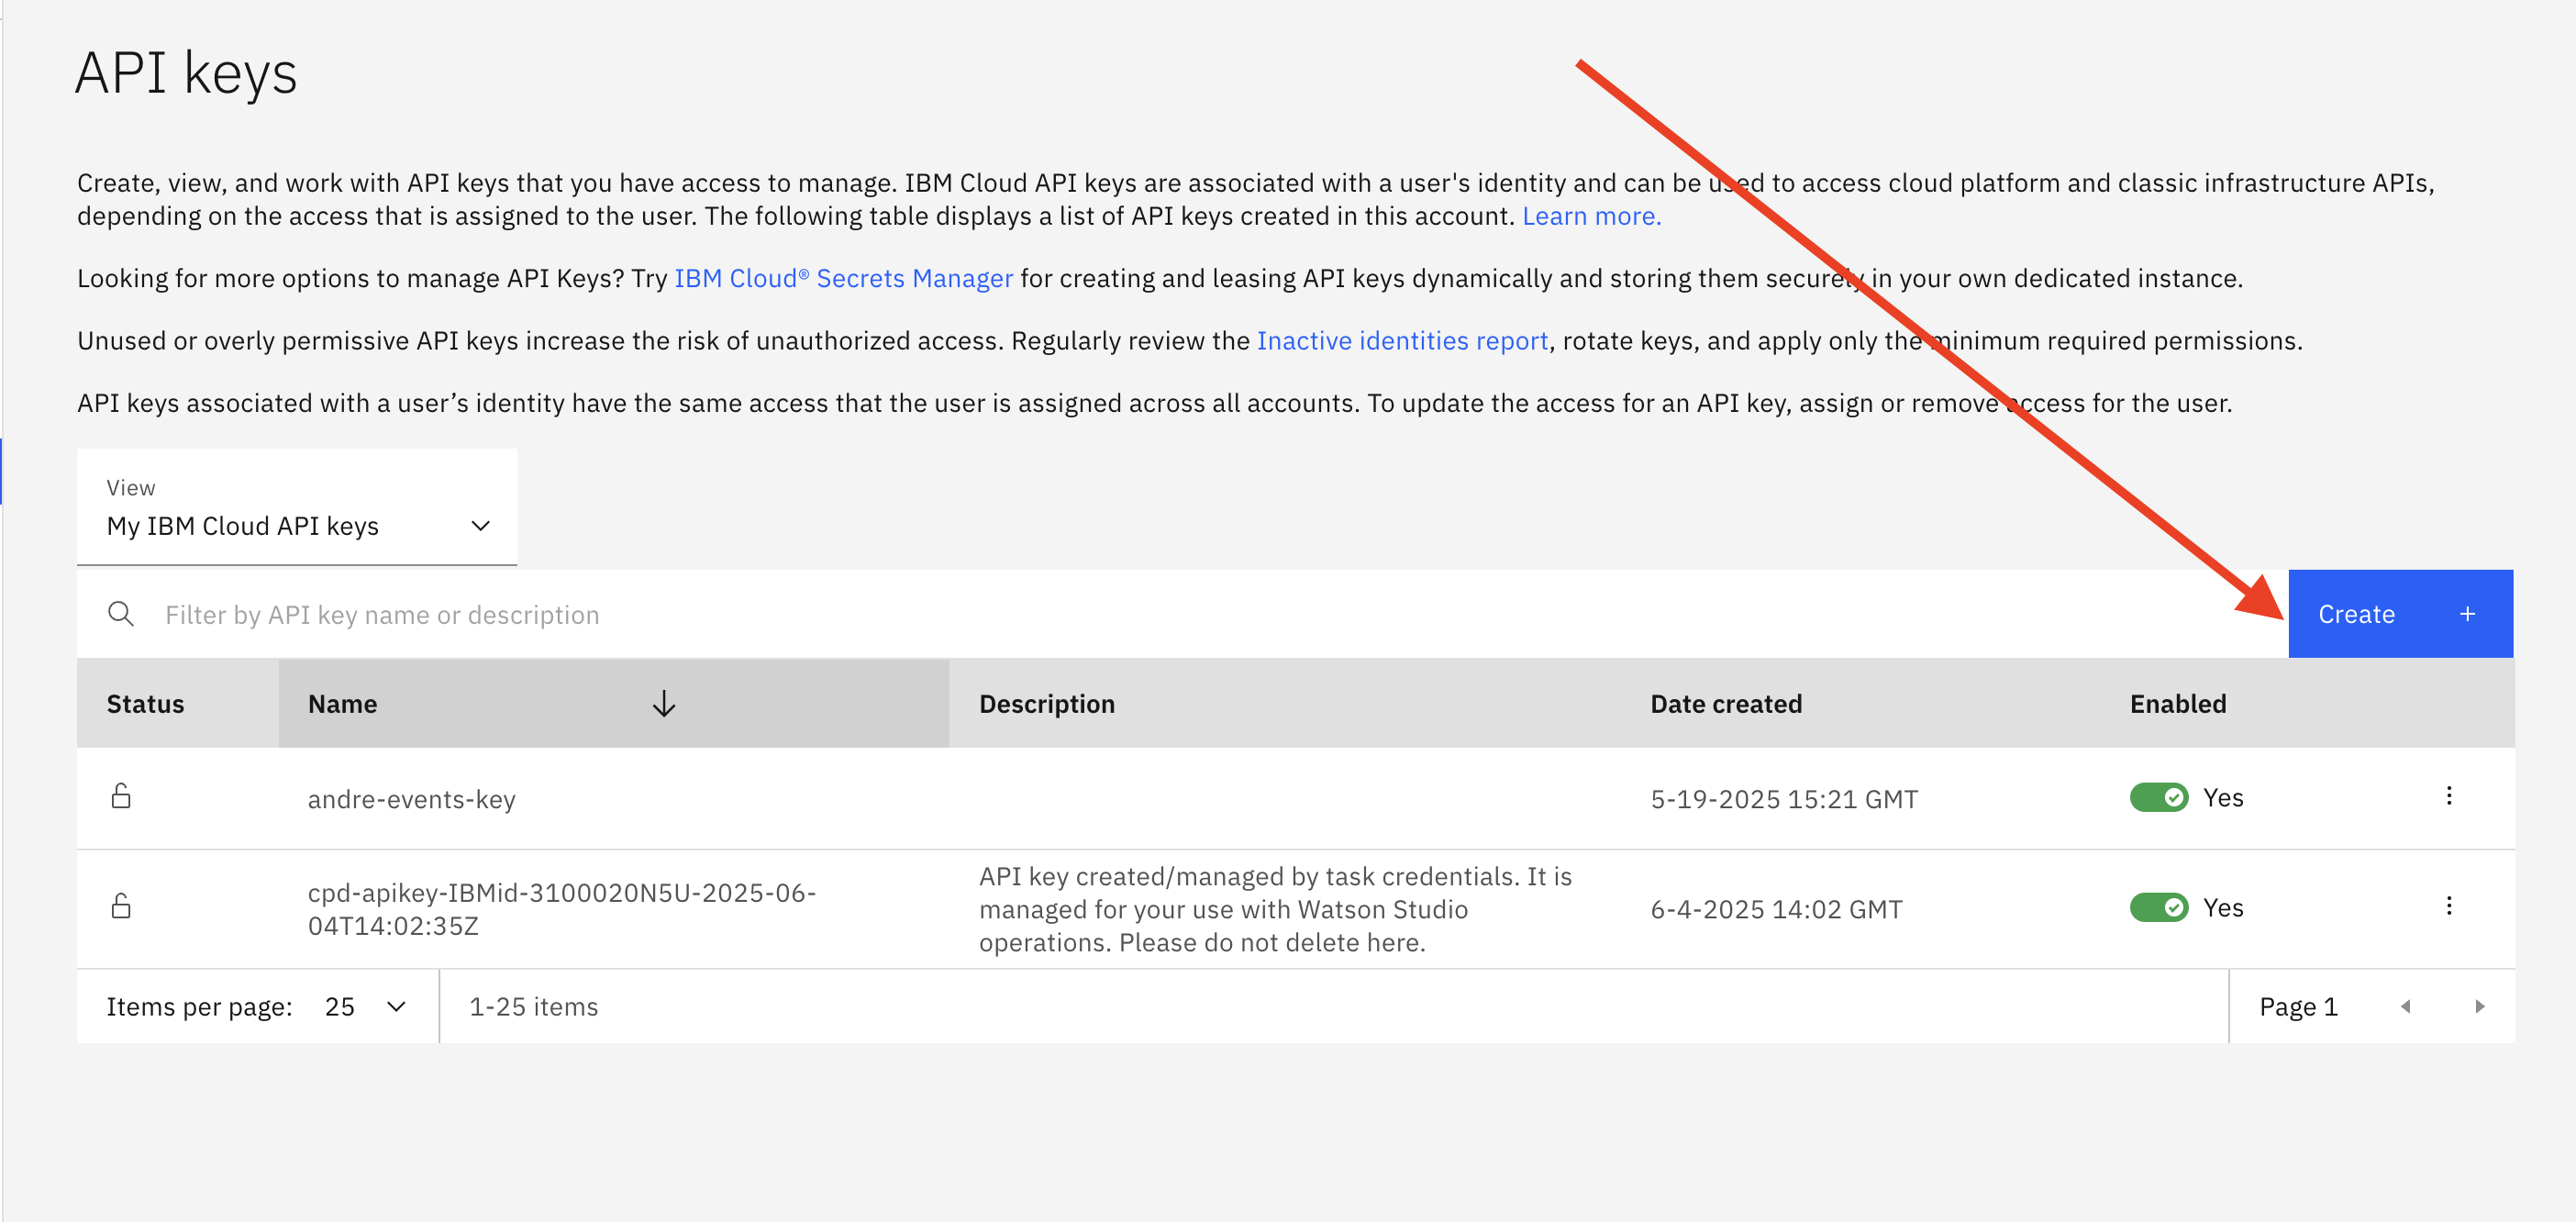 API keys
Create, view, and work with API keys that you have access to manage. IBM Cloud API keys are associated with a user's identity and can be used to access cloud platform and classic infrastructure APIs,
depending on the access that is assigned to the user. The following table displays a list of API keys created in this account. Learn more.
Looking for more options to manage API Keys? Try IBM Cloud® Secrets Manager for creating and leasing API keys dynamically and storing them securely in your own dedicated instance.
Unused or overly permissive API keys increase the risk of unauthorized access. Regularly review the Inactive identities report, rotate keys, and apply only the minimum required permissions.
API keys associated with a user’s identity have the same access that the user is assigned across all accounts. To update the access for an API key, assign or remove access for the user.
View
My IBM Cloud API keys
Filter by API key name or description
Create +
Status Name Description Date created Enabled
andre-events-key 5-19-2025 15:21 GMT Yes
cpd-apikey-IBMid-3100020N5U-2025-06-
04T14:02:35Z
API key created/managed by task credentials. It is
managed for your use with Watson Studio
operations. Please do not delete here.
6-4-2025 14:02 GMT Yes
Items per page: 25 1-25 items Page 1